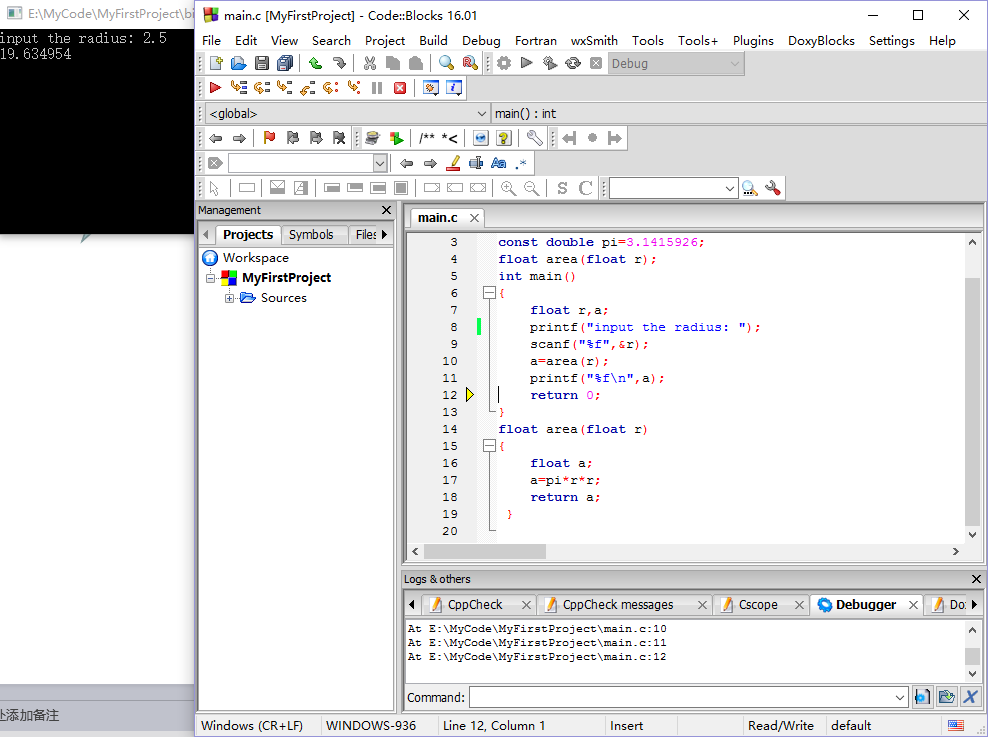 E:\MyCode\MyFirstProject\bi
input the radius: 2.5
19.634954
处添加备注
main.c [MyFirstProject] - Code::Blocks 16.01
File Edit View Search Project Build Debug Fortran wxSmith Tools Tools+ Plugins DoxyBlocks Settings Help
Debug
<global> main() : int
/** *<
Aa .*
S C
Management
Projects Symbols Files
Workspace
MyFirstProject
Sources
main.c
3 const double pi=3.1415926;
4 float area(float r);
5 int main()
6 {
7 float r,a;
8 printf("input the radius: ");
9 scanf("%f",&r);
10 a=area(r);
11 printf("%f\n",a);
12 return 0;
13 }
14 float area(float r)
15 {
16 float a;
17 a=pi*r*r;
18 return a;
19 }
20
Logs & others
CppCheck CppCheck messages Cscope Debugger Do
At E:\MyCode\MyFirstProject\main.c:10
At E:\MyCode\MyFirstProject\main.c:11
At E:\MyCode\MyFirstProject\main.c:12
Command:
Windows (CR+LF) WINDOWS-936 Line 12, Column 1 Insert Read/Write default